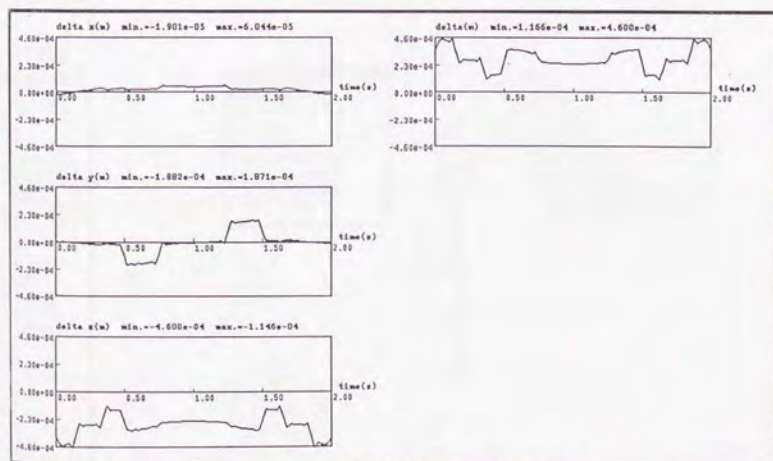 delta x(m) min.=-1.901e-05 max.=6.044e-05
4.60e-04
2.30e-04
0.00e+00
-2.30e-04
-4.60e-04
0.00 0.50 1.00 1.50 2.00
time(s)
delta(m) min.=1.166e-04 max.=4.600e-04
4.60e-04
2.30e-04
0.00e+00
-2.30e-04
-4.60e-04
0.00 0.50 1.00 1.50 2.00
time(s)
delta y(m) min.=-1.882e-04 max.=1.871e-04
4.60e-04
2.30e-04
0.00e+00
-2.30e-04
-4.60e-04
0.00 0.50 1.00 1.50 2.00
time(s)
delta z(m) min.=-4.600e-04 max.=-1.146e-04
4.60e-04
2.30e-04
0.00e+00
-2.30e-04
-4.60e-04
0.00 0.50 1.00 1.50 2.00
time(s)